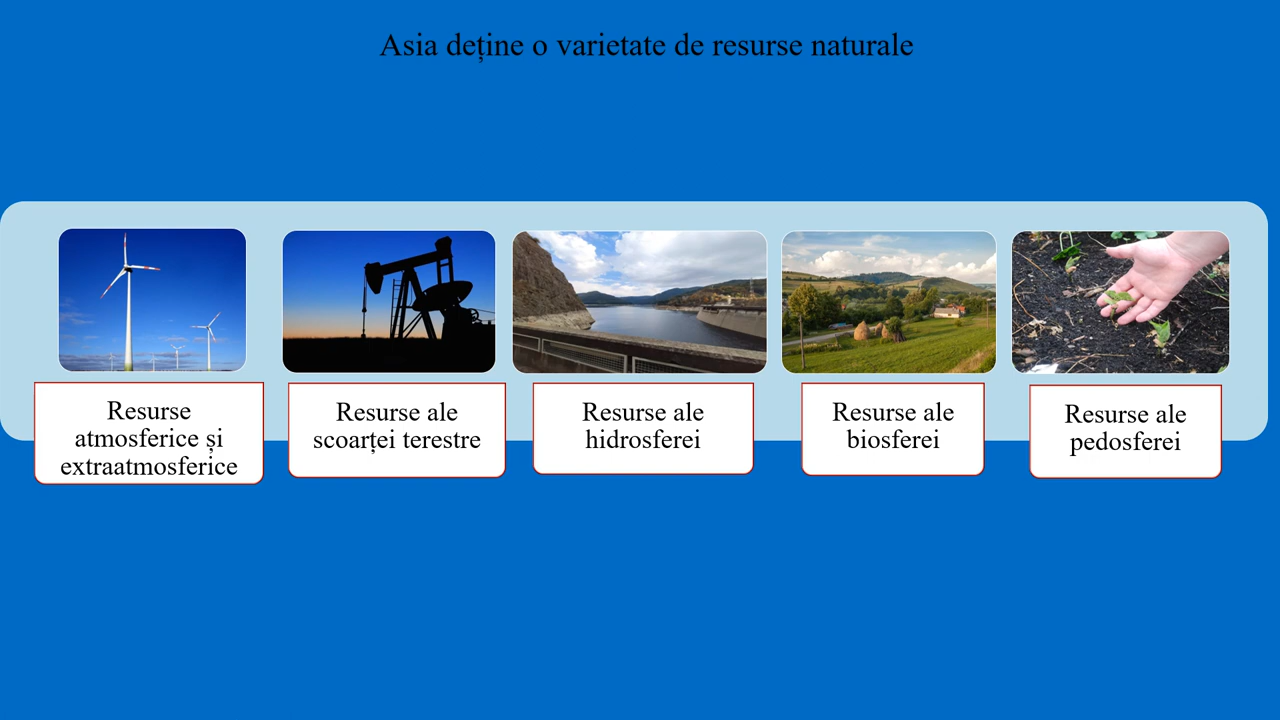 Asia deține o varietate de resurse naturale
Resurse
atmosferice și
extraatmosferice
Resurse ale
scoarței terestre
Resurse ale
hidrosferei
Resurse ale
biosferei
Resurse ale
pedosferei